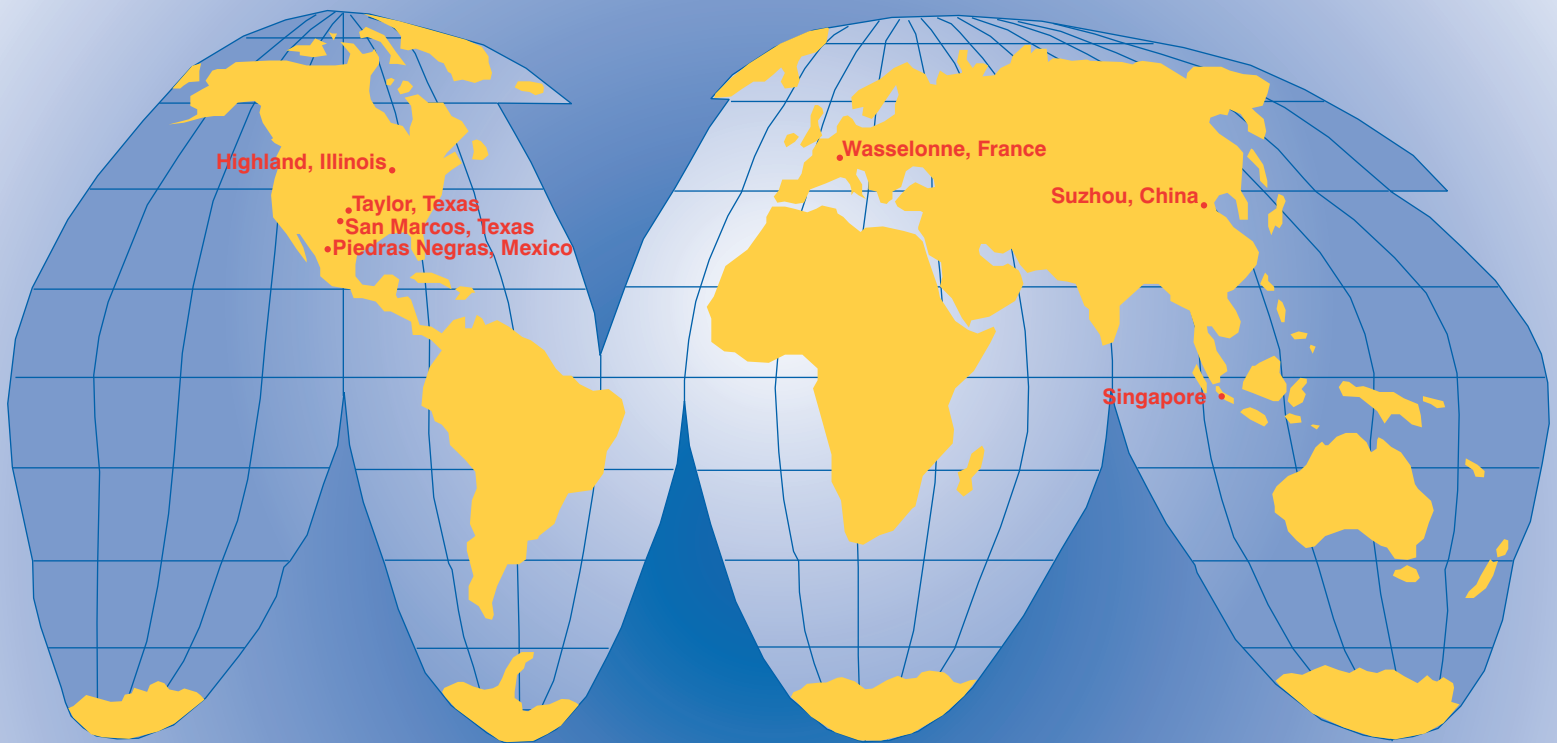 Highland, Illinois
Taylor, Texas
San Marcos, Texas
Piedras Negras, Mexico
Wasselonne, France
Suzhou, China
Singapore